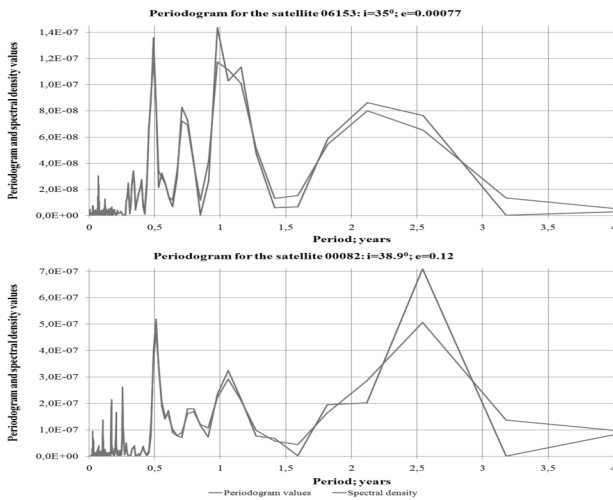 Periodogram for the satellite 06153: i=35⁰; e=0.00077
Periodogram and spectral density values
1,4E-07
1,2E-07
1,0E-07
8,0E-08
6,0E-08
4,0E-08
2,0E-08
0,0E+00
0 0,5 1 1,5 2 2,5 3 3,5 4
Period; years
Periodogram for the satellite 00082: i=38.9⁰; e=0.12
Periodogram and spectral density values
7,0E-07
6,0E-07
5,0E-07
4,0E-07
3,0E-07
2,0E-07
1,0E-07
0,0E+00
0 0,5 1 1,5 2 2,5 3 3,5 4
Period; years
Periodogram values Spectral density